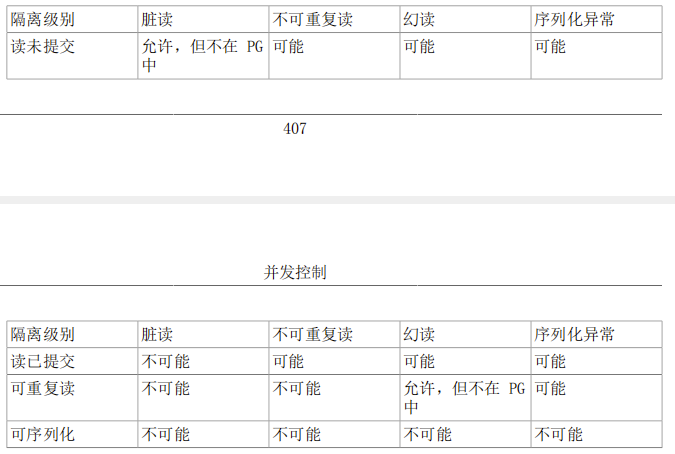 隔离级别 脏读 不可重复读 幻读 序列化异常
读未提交 允许，但不在 PG 可能 可能 可能
中
407
并发控制
隔离级别 脏读 不可重复读 幻读 序列化异常
读已提交 不可能 可能 可能 可能
可重复读 不可能 不可能 允许，但不在 PG 可能
中
可序列化 不可能 不可能 不可能 不可能